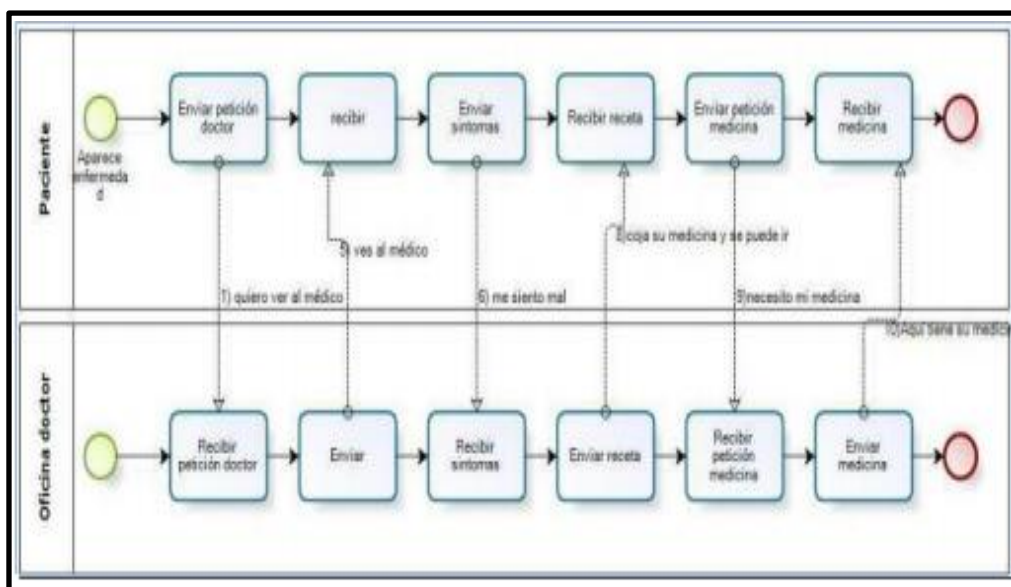 Paciente
Aparece
enfermeda
d
Enviar petición
doctor
recibir
Enviar
sintomas
Recibir receta
Enviar petición
medicina
Recibir
medicina
5) ves al médico
8)coja su medicina y se puede ir
1) quiero ver al médico
6) me siento mal
9)necesito mi medicina
10)Aquí tiene su medicin
Oficina doctor
Recibir
petición doctor
Enviar
Recibir
sintomas
Enviar receta
Recibir
petición
medicina
Enviar
medicina